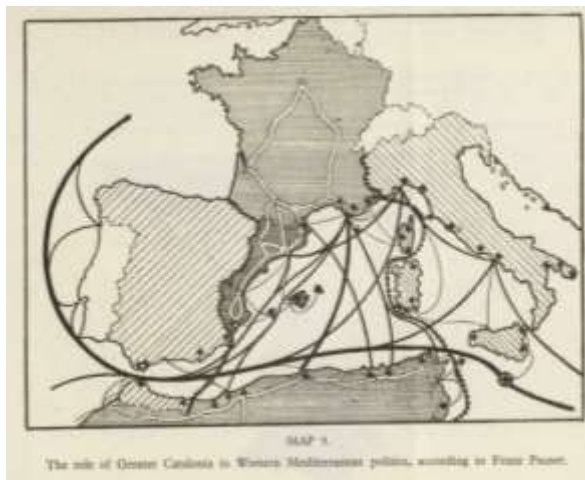 MAP 9.
The role of Greater Catalonia in Western Mediterranean politics, according to Franz Pauser.